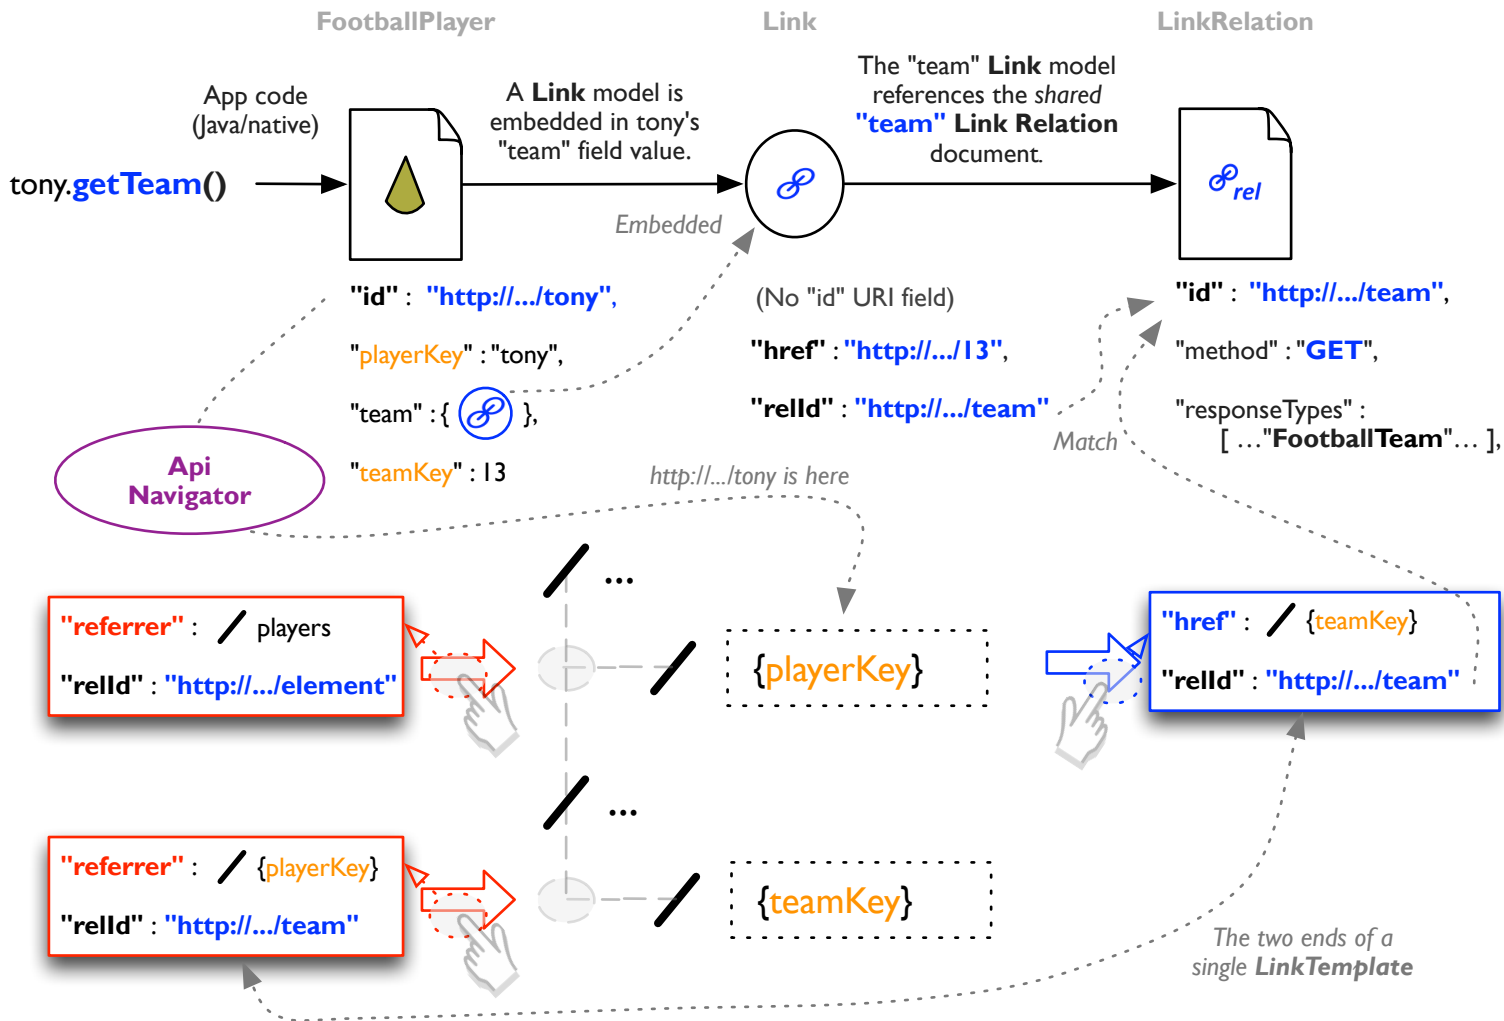 FootballPlayer
Link
LinkRelation
App code
(Java/native)
A Link model is
embedded in tony's
"team" field value.
The "team" Link model
references the shared
"team" Link Relation
document.
tony.getTeam()
rel
Embedded
"id" : "http://.../tony",
"playerKey" : "tony",
"team" : { },
"teamKey" : 13
(No "id" URI field)
"href" : "http://.../13",
"relId" : "http://.../team"
"id" : "http://.../team",
"method" : "GET",
"responseTypes" :
[ ..."FootballTeam"... ],
Match
Api
Navigator
http://.../tony is here
...
"referrer" : / players
"relId" : "http://.../element"
/
{playerKey}
"href" : / {teamKey}
"relId" : "http://.../team"
/ ...
"referrer" : / {playerKey}
"relId" : "http://.../team"
/
{teamKey}
The two ends of a
single LinkTemplate